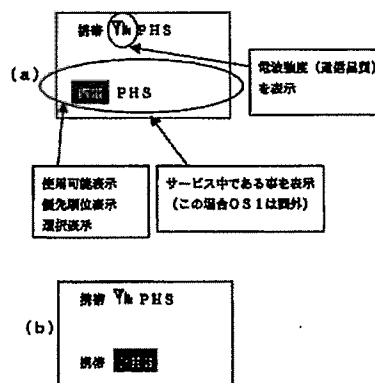 携帯 PHS
電波強度（通信品質）
を表示
(a)
携帯 PHS
使用可能表示
優先順位表示
選択表示
サービス中である事を表示
（この場合OS1は圏外）
携帯 PHS
(b)
携帯 PHS